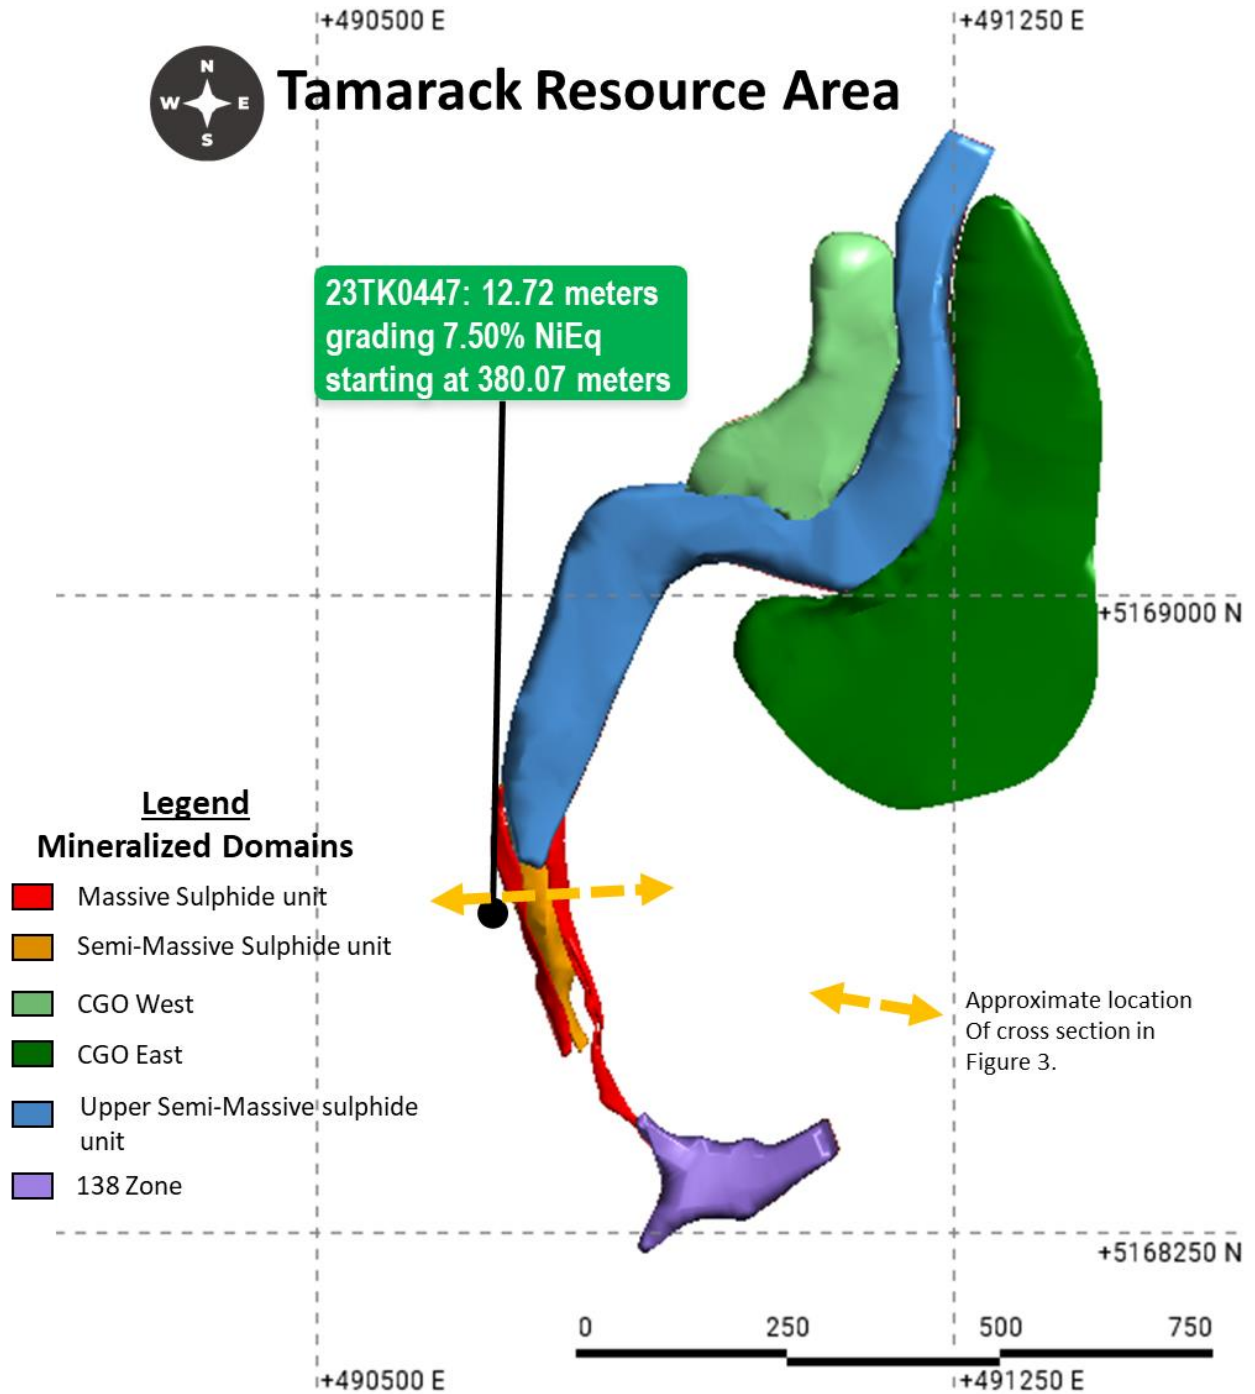 +490500 E
+491250 E
N
W E
S
Tamarack Resource Area
23TK0447: 12.72 meters
grading 7.50% NiEq
starting at 380.07 meters
+5169000 N
Legend
Mineralized Domains
Massive Sulphide unit
Semi-Massive Sulphide unit
CGO West
CGO East
Upper Semi-Massive sulphide
unit
138 Zone
Approximate location
Of cross section in
Figure 3.
+5168250 N
0 250 500 750
+490500 E
+491250 E